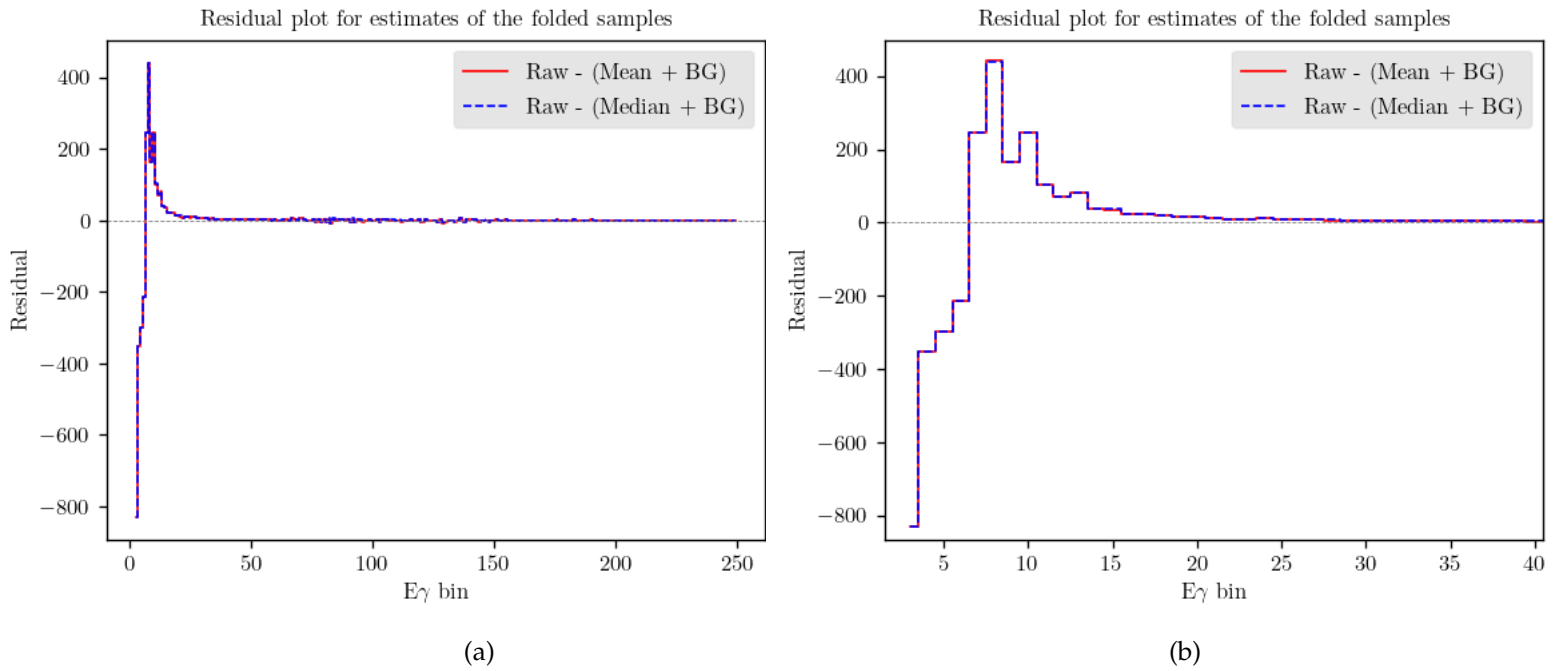 Residual plot for estimates of the folded samples
Raw - (Mean + BG)
Raw - (Median + BG)
400
200
0
−200
−400
−600
−800
Residual
0 50 100 150 200 250
Eγ bin
(a)
Residual plot for estimates of the folded samples
Raw - (Mean + BG)
Raw - (Median + BG)
400
200
0
−200
−400
−600
−800
Residual
5 10 15 20 25 30 35 40
Eγ bin
(b)